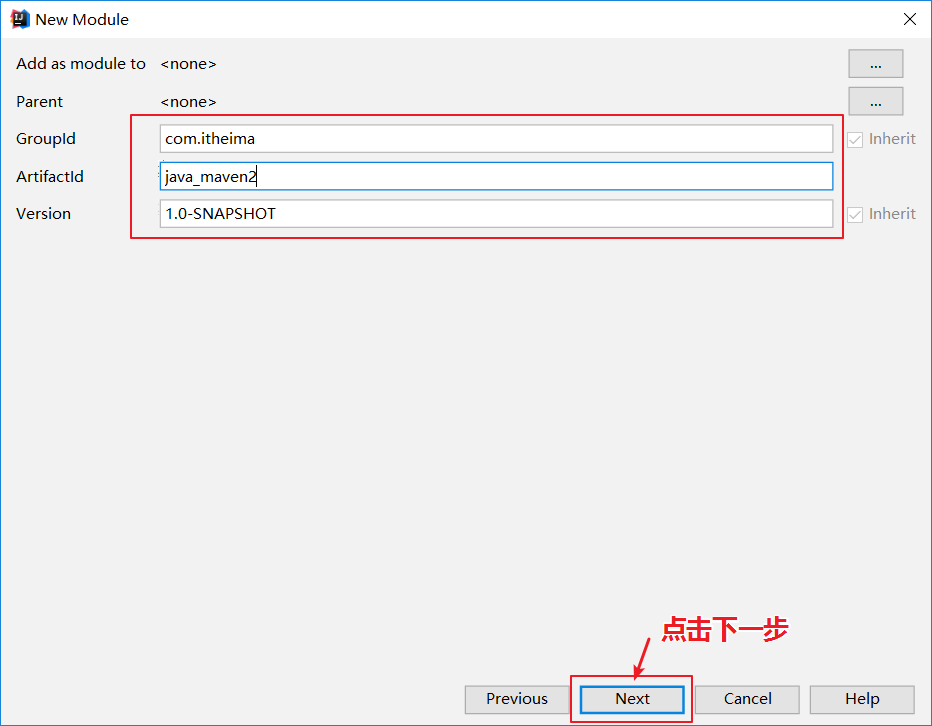 New Module
Add as module to <none> ...
Parent <none> ...
GroupId com.itheima Inherit
ArtifactId java_maven2
Version 1.0-SNAPSHOT Inherit
点击下一步
Previous Next Cancel Help